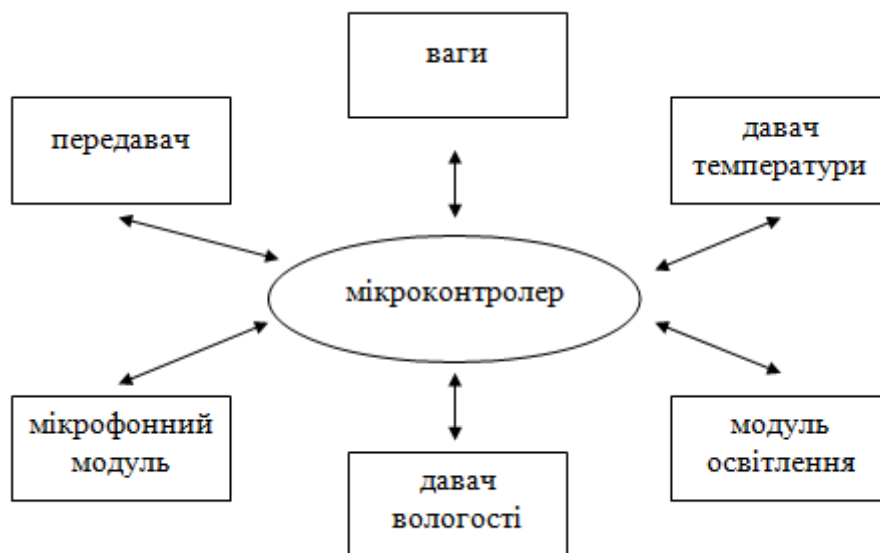 ваги
передавач
давач
температури
мікроконтролер
мікрофонний
модуль
модуль
освітлення
давач
вологості